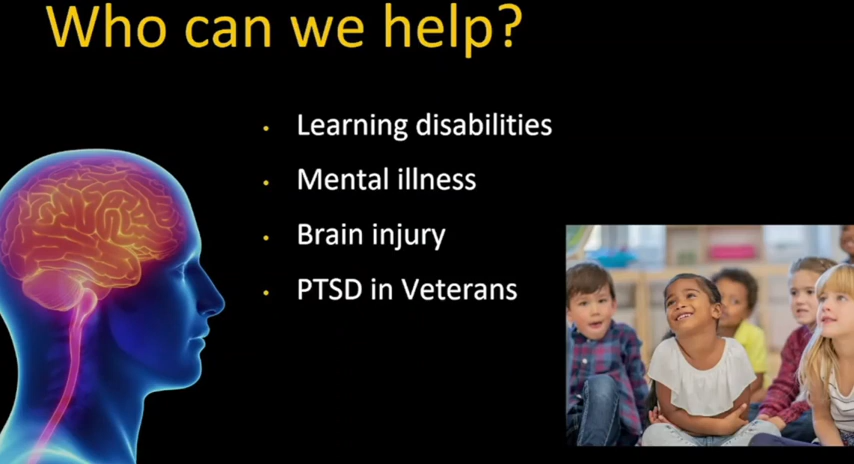 Who can we help?
• Learning disabilities
• Mental illness
• Brain injury
• PTSD in Veterans